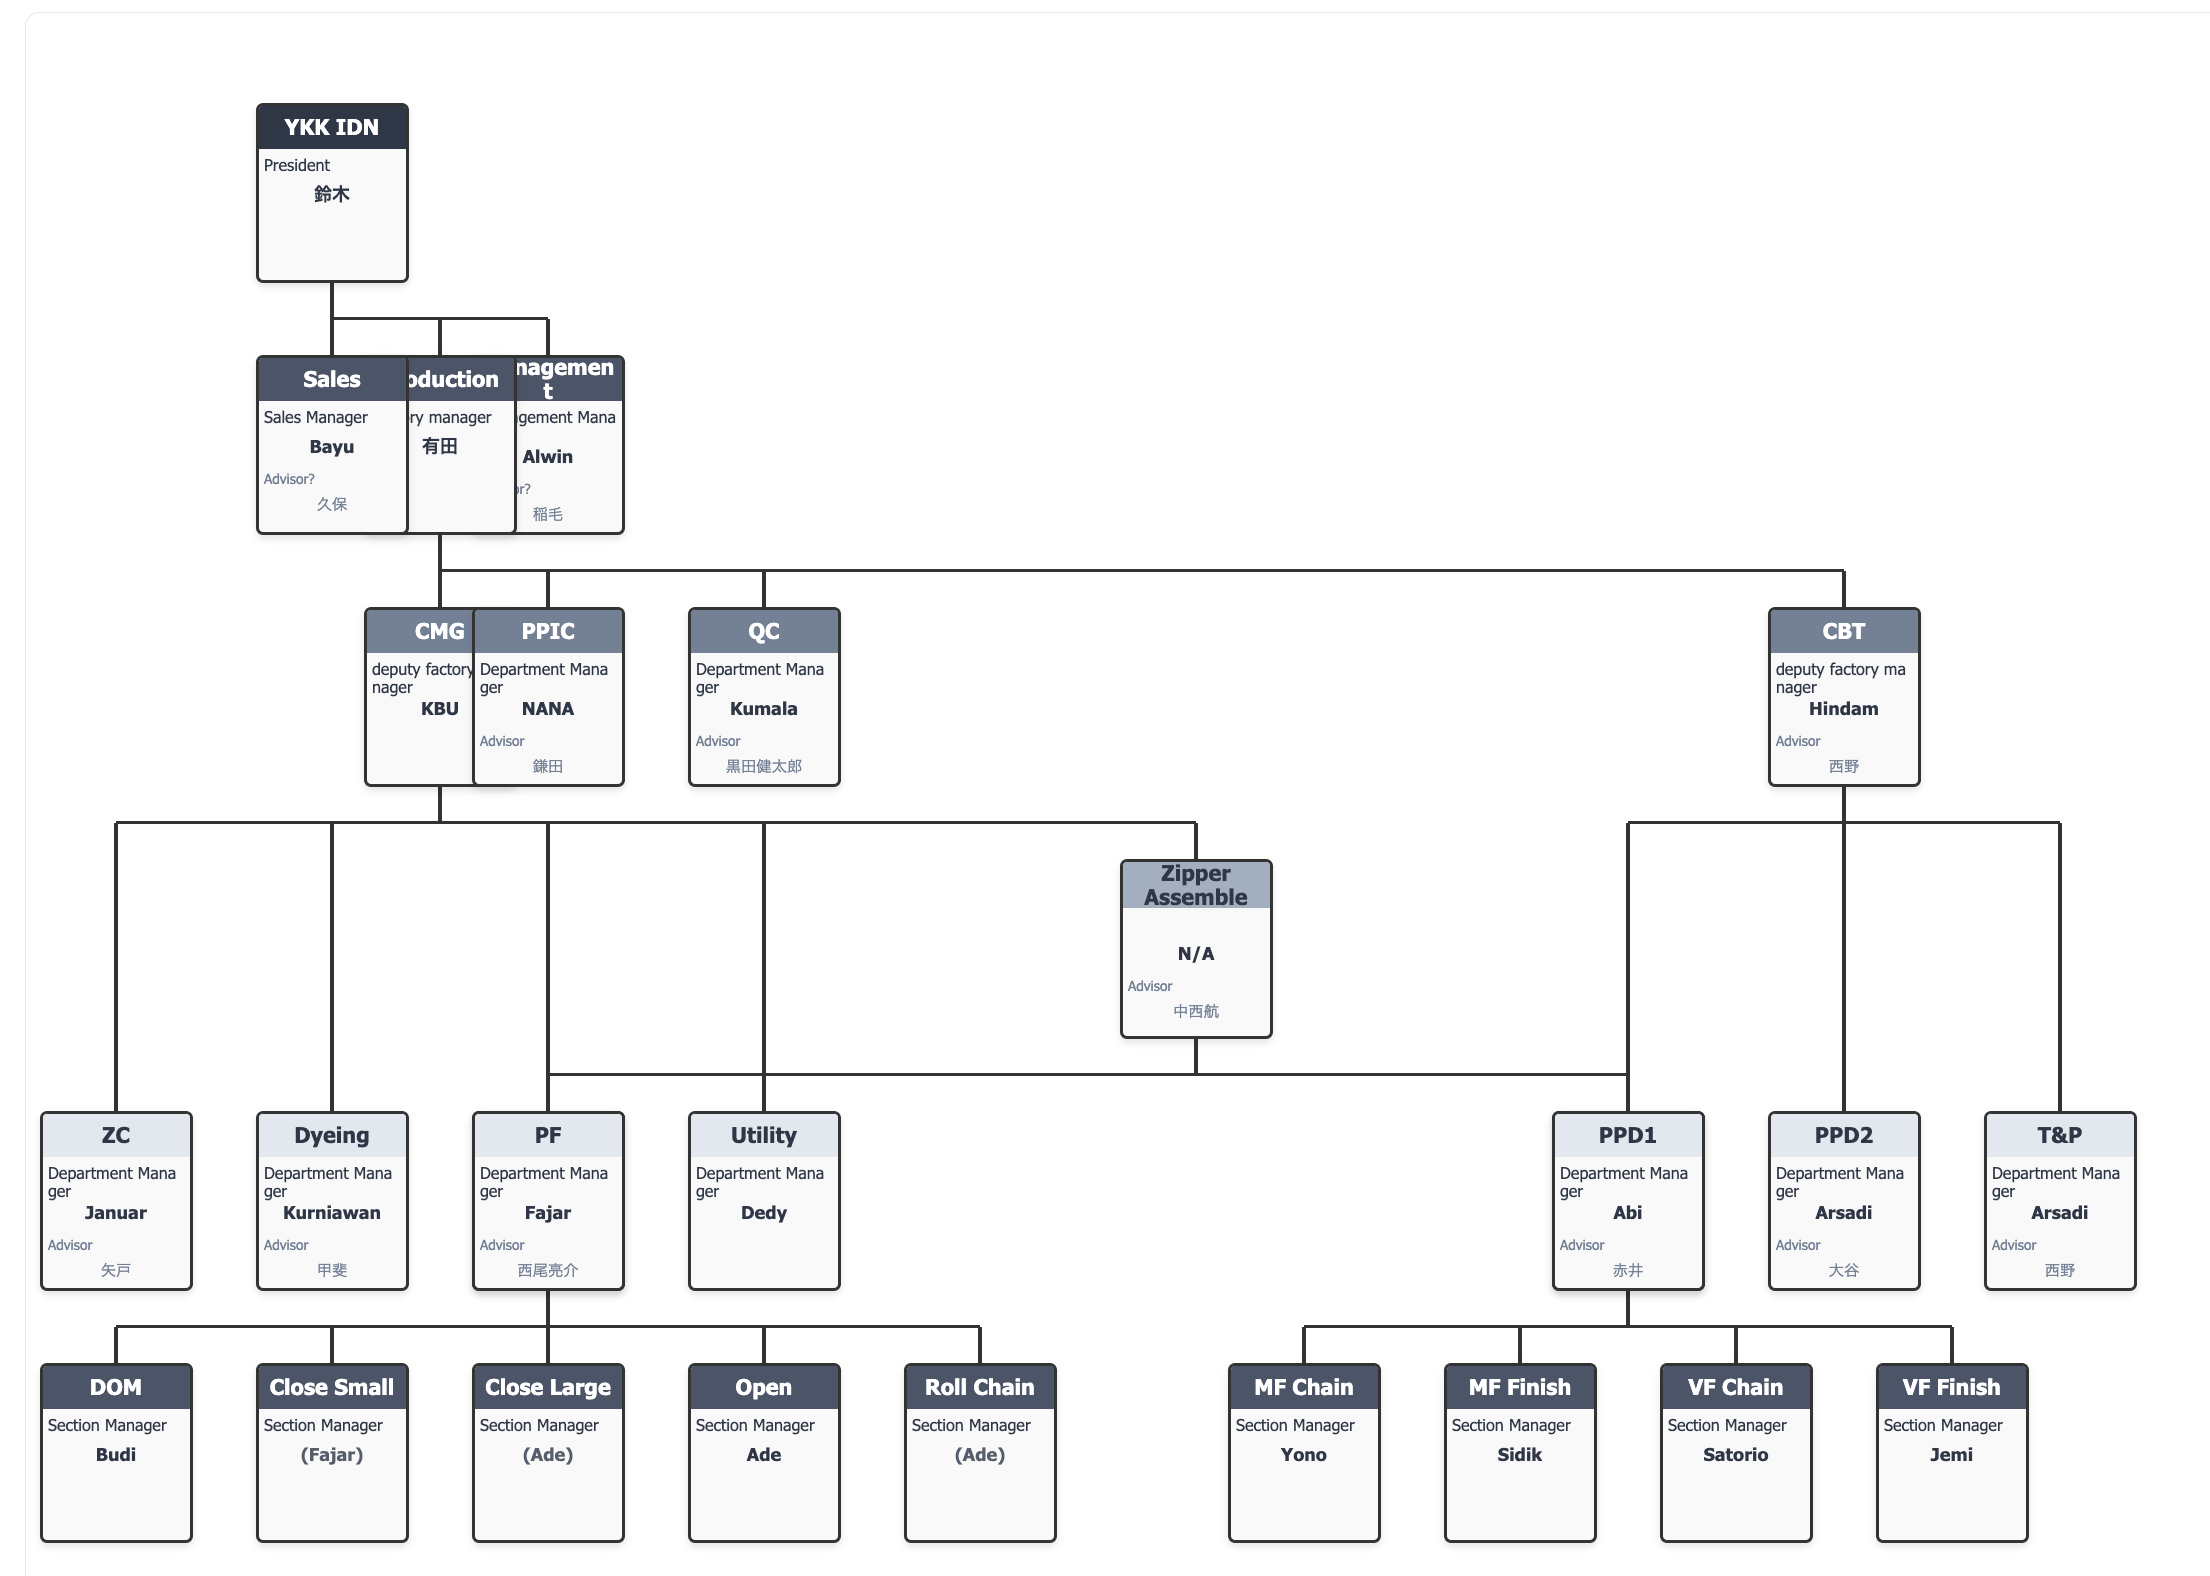 YKK IDN
President
鈴木
Sales
Sales Manager
Bayu
Advisor?
久保
oduction
ry manager
有田
nagemen
t
gement Mana
Alwin
or?
稲毛
CMG
deputy factory
nager
KBU
PPIC
Department Mana
ger
NANA
Advisor
鎌田
QC
Department Mana
ger
Kumala
Advisor
黒田健太郎
CBT
deputy factory ma
nager
Hindam
Advisor
西野
Zipper
Assemble
N/A
Advisor
中西航
ZC
Department Mana
ger
Januar
Advisor
矢戸
Dyeing
Department Mana
ger
Kurniawan
Advisor
甲斐
PF
Department Mana
ger
Fajar
Advisor
西尾亮介
Utility
Department Mana
ger
Dedy
PPD1
Department Mana
ger
Abi
Advisor
赤井
PPD2
Department Mana
ger
Arsadi
Advisor
大谷
T&P
Department Mana
ger
Arsadi
Advisor
西野
DOM
Section Manager
Budi
Close Small
Section Manager
(Fajar)
Close Large
Section Manager
(Ade)
Open
Section Manager
Ade
Roll Chain
Section Manager
(Ade)
MF Chain
Section Manager
Yono
MF Finish
Section Manager
Sidik
VF Chain
Section Manager
Satorio
VF Finish
Section Manager
Jemi